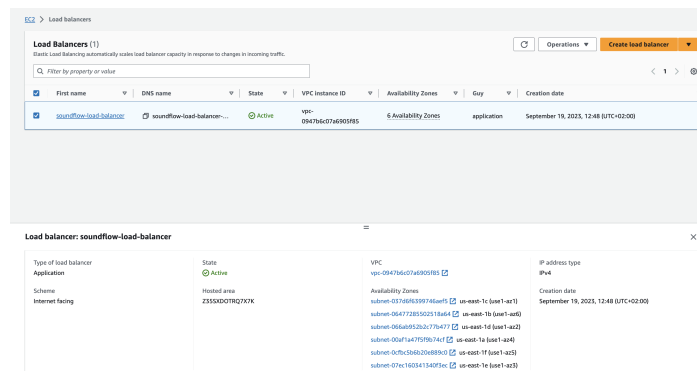 EC2 > Load balancers
Load Balancers (1)
Elastic Load Balancing automatically scales load balancer capacity in response to changes in incoming traffic.
Operations ▼ Create load balancer ▼
Filter by property or value
< 1 >
First name DNS name State VPC instance ID Availability Zones Guy Creation date
soundflow-load-balancer soundflow-load-balancer-... Active vpc-0947b6c07a6905f85 6 Availability Zones application September 19, 2023, 12:48 (UTC+02:00)
Load balancer: soundflow-load-balancer
Type of load balancer State VPC IP address type
Application Active vpc-0947b6c07a6905f85 IPv4
Scheme Hosted area Availability Zones Creation date
Internet facing Z35SXDOTRQ7X7K subnet-037d6f6399746aef5 us-east-1c (use1-az1) September 19, 2023, 12:48 (UTC+02:00)
subnet-06477285502518a64 us-east-1b (use1-az6)
subnet-066ab952b2c77b477 us-east-1d (use1-az2)
subnet-00af1a47f5f9b74cf us-east-1a (use1-az4)
subnet-0cfbc5b6b20e889c0 us-east-1f (use1-az5)
subnet-07ec160341340f3ec us-east-1e (use1-az3)